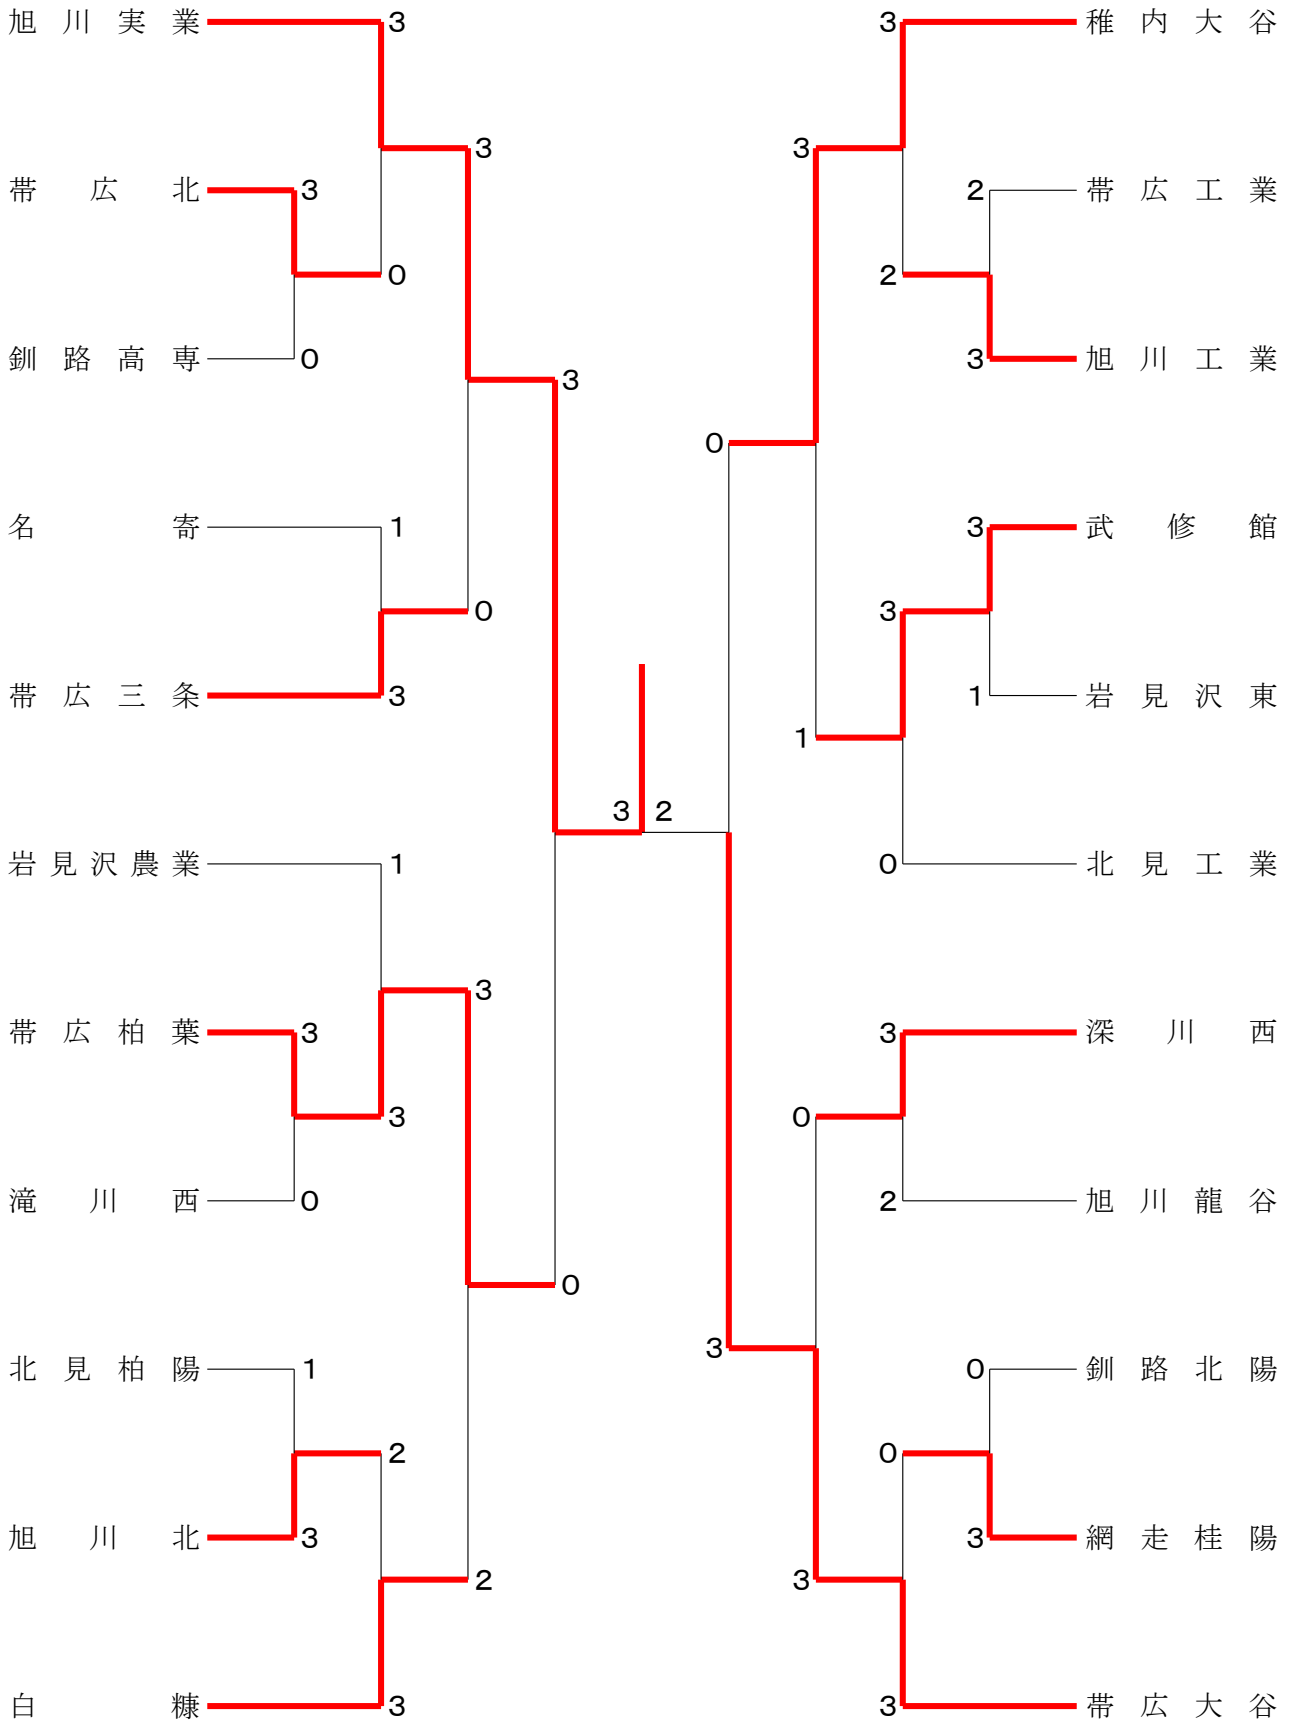 旭川実業 3 3 稚内大谷
3 3
帯広北 3 2 帯広工業
0 2
釧路高専 0 3 旭川工業
3
0
名寄 1 3 武修館
0 3
帯広三条 3 1 岩見沢東
1
3 2
岩見沢農業 1 0 北見工業
3
帯広柏葉 3 3 深川西
3 0
滝川西 0 2 旭川龍谷
0
3
北見柏陽 1 0 釧路北陽
2 0
旭川北 3 3 網走桂陽
2 3
白糠 3 3 帯広大谷